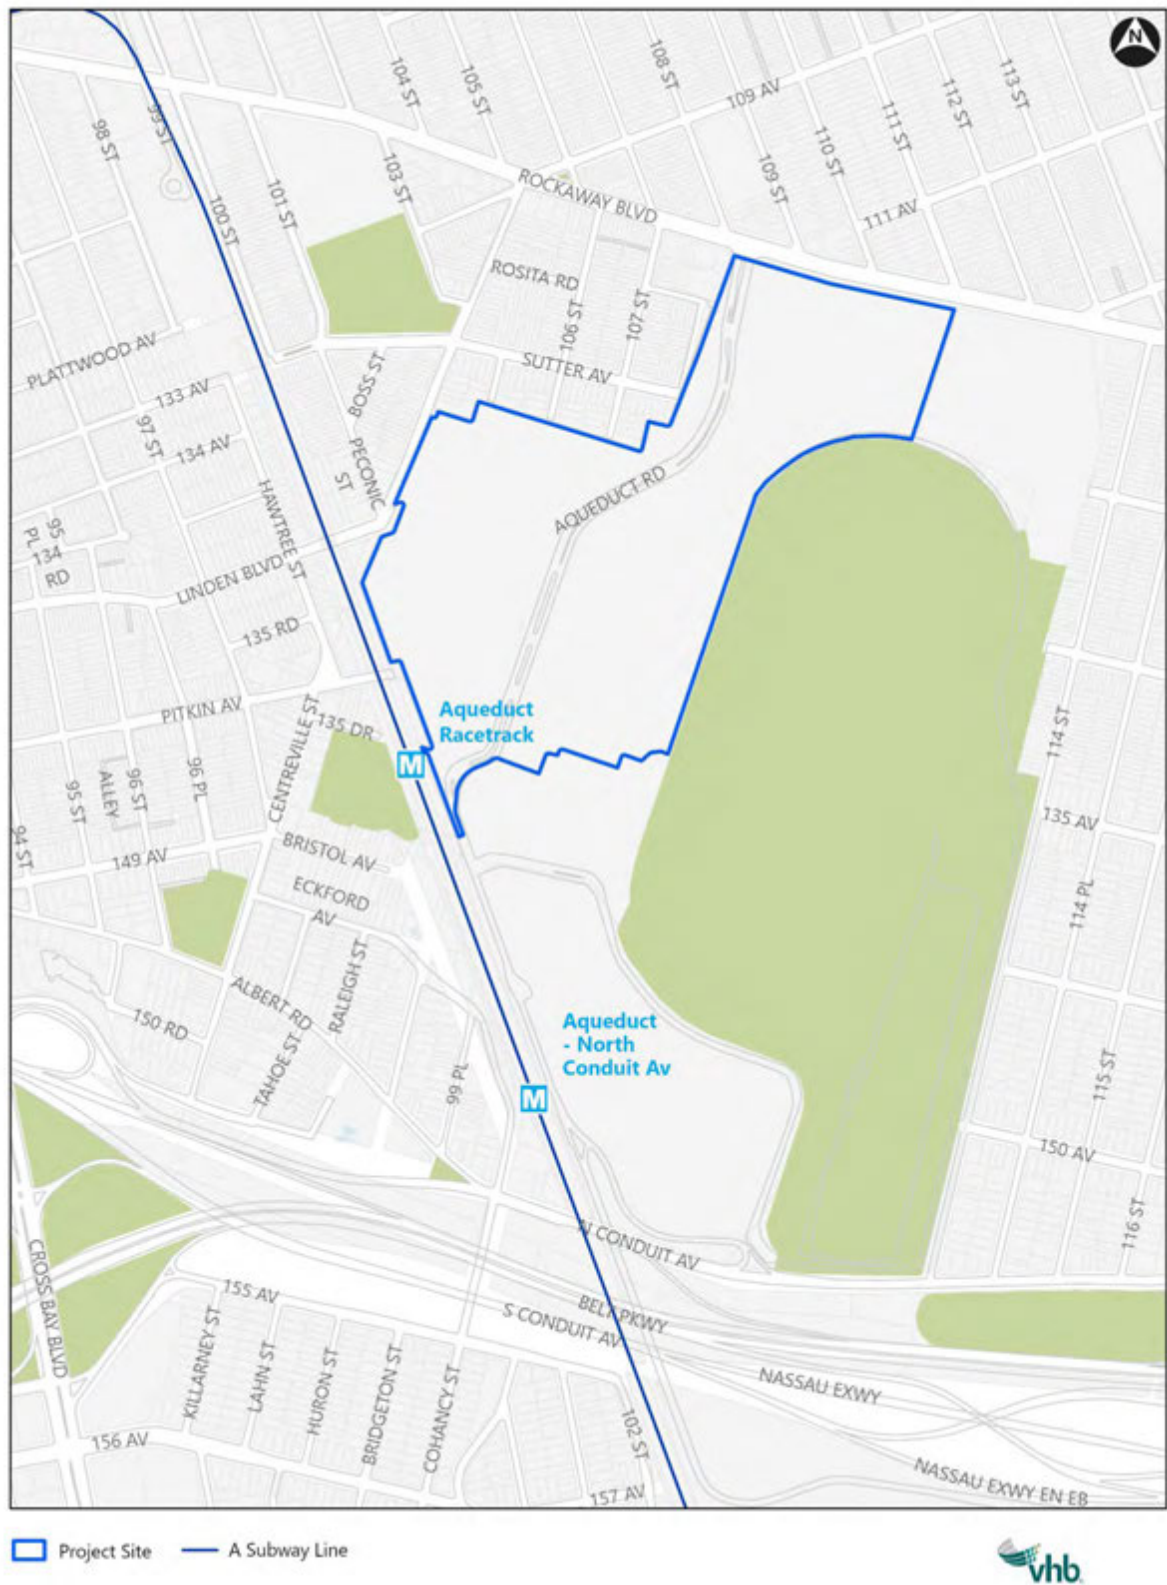 N
104 ST
105 ST
108 ST
109 AV
113 ST
112 ST
111 ST
110 ST
109 ST
98 ST
99 ST
100 ST
101 ST
103 ST
ROCKAWAY BLVD
111 AV
ROSITA RD
106 ST
107 ST
SUTTER AV
PLATTWOOD AV
133 AV
97 ST
134 AV
BOSS ST
PECONIC
ST
AQUEDUCT RD
HAWTREE ST
95
PL
134
RD
LINDEN BLVD
135 RD
PITKIN AV
CENTREVILLE ST
135 DR
Aqueduct
Racetrack
M
114 ST
95 ST
ALLEY
96 ST
96 PL
94 ST
149 AV
BRISTOL AV
ECKFORD
AV
135 AV
114 PL
ALBERT RD
RALEIGH ST
150 RD
TAHOE ST
99 PL
Aqueduct
- North
Conduit Av
M
115 ST
150 AV
116 ST
N CONDUIT AV
CROSS BAY BLVD
155 AV
BELT PKWY
S CONDUIT AV
KILLARNEY ST
LAHN ST
HURON ST
BRIDGETON ST
COHANCY ST
NASSAU EXWY
156 AV
102 ST
157 AV
NASSAU EXWY EN EB
Project Site
A Subway Line
vhb